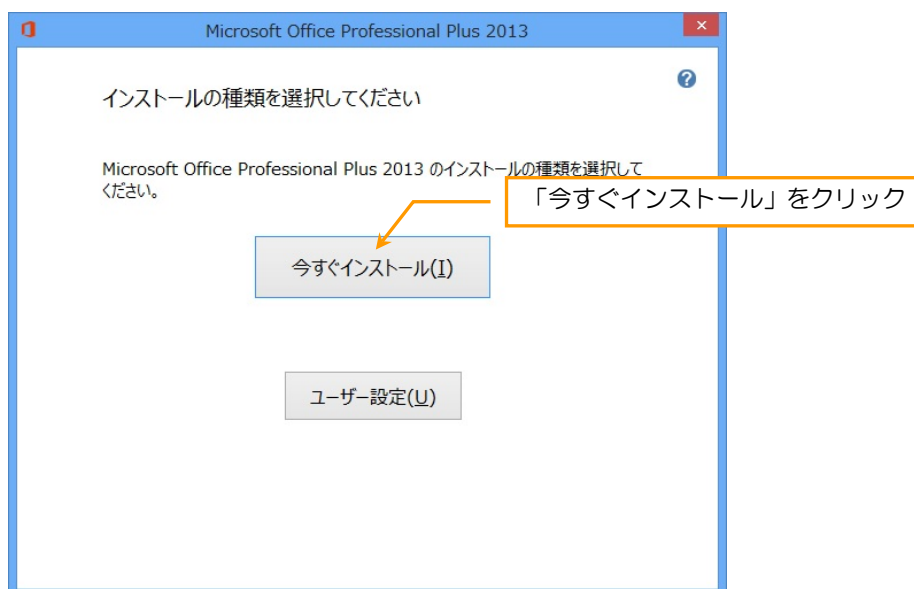 Microsoft Office Professional Plus 2013
インストールの種類を選択してください
Microsoft Office Professional Plus 2013 のインストールの種類を選択して
ください。
「今すぐインストール」をクリック
今すぐインストール(I)
ユーザー設定(U)